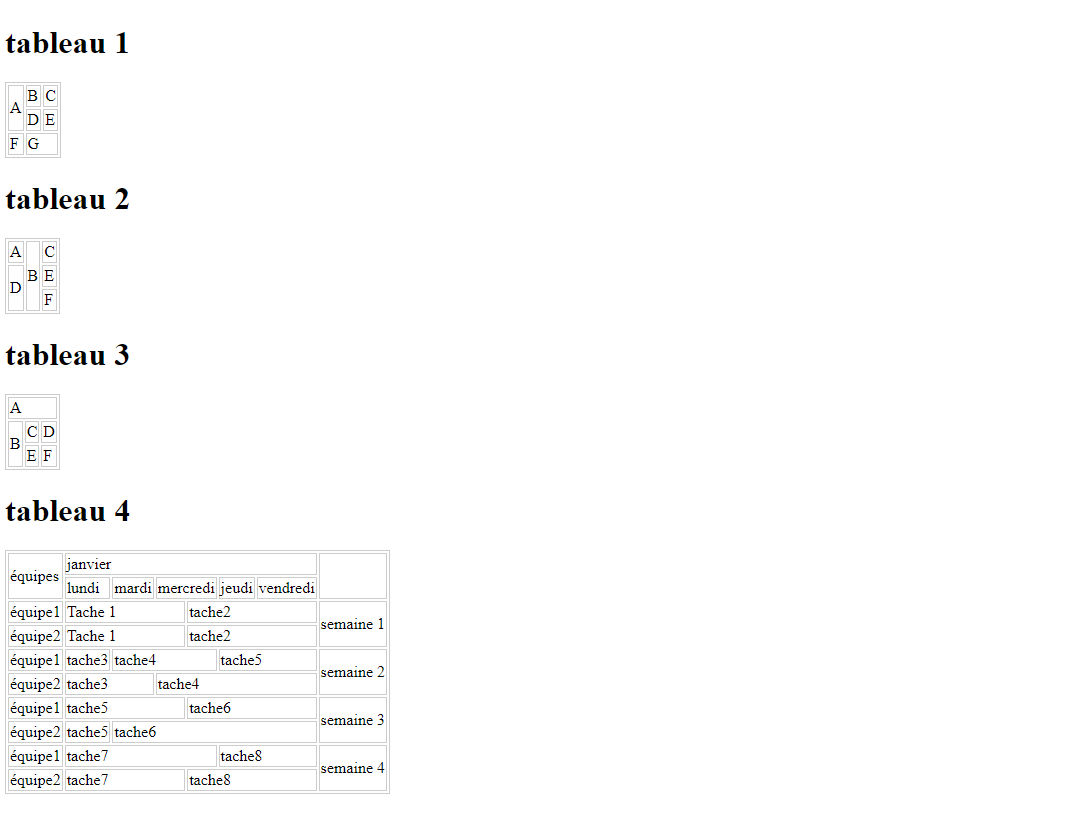 tableau 1
A B C
D E
F G
tableau 2
A B C
D E
F
tableau 3
A
B C D
E F
tableau 4
équipes janvier
lundi mardi mercredi jeudi vendredi
équipe1 Tache 1 tache2 semaine 1
équipe2 Tache 1 tache2
équipe1 tache3 tache4 tache5 semaine 2
équipe2 tache3 tache4
équipe1 tache5 tache6 semaine 3
équipe2 tache5 tache6
équipe1 tache7 tache8 semaine 4
équipe2 tache7 tache8